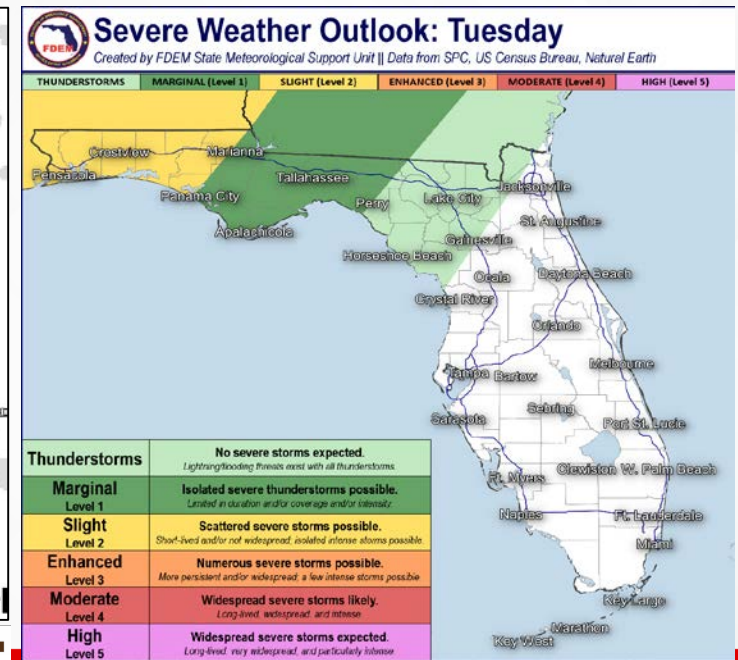 FDEM
Severe Weather Outlook: Tuesday
Created by FDEM State Meteorological Support Unit || Data from SPC, US Census Bureau, Natural Earth
THUNDERSTORMS MARGINAL (Level 1) SLIGHT (Level 2) ENHANCED (Level 3) MODERATE (Level 4) HIGH (Level 5)
Crestview Marianna
Pensacola Tallahassee Jacksonville
Panama City Perry Lake City
Apalachicola St. Augustine
Gainesville
Horseshoe Beach
Ocala Daytona Beach
Crystal River
Orlando
Melbourne
Tampa Bartow
Sebring
Sarasota Port St. Lucie
Ft. Myers Clewiston W. Palm Beach
Naples Ft. Lauderdale
Miami
Key Largo
Marathon
Key West
Thunderstorms
No severe storms expected.
Lightning/flooding threats exist with all thunderstorms.
Marginal
Level 1
Isolated severe thunderstorms possible.
Limited in duration and/or coverage and/or intensity.
Slight
Level 2
Scattered severe storms possible.
Short-lived and/or not widespread; isolated intense storms possible.
Enhanced
Level 3
Numerous severe storms possible.
More persistent and/or widespread; a few intense storms possible
Moderate
Level 4
Widespread severe storms likely.
Long-lived, widespread, and intense
High
Level 5
Widespread severe storms expected.
Long-lived, very widespread, and particularly intense